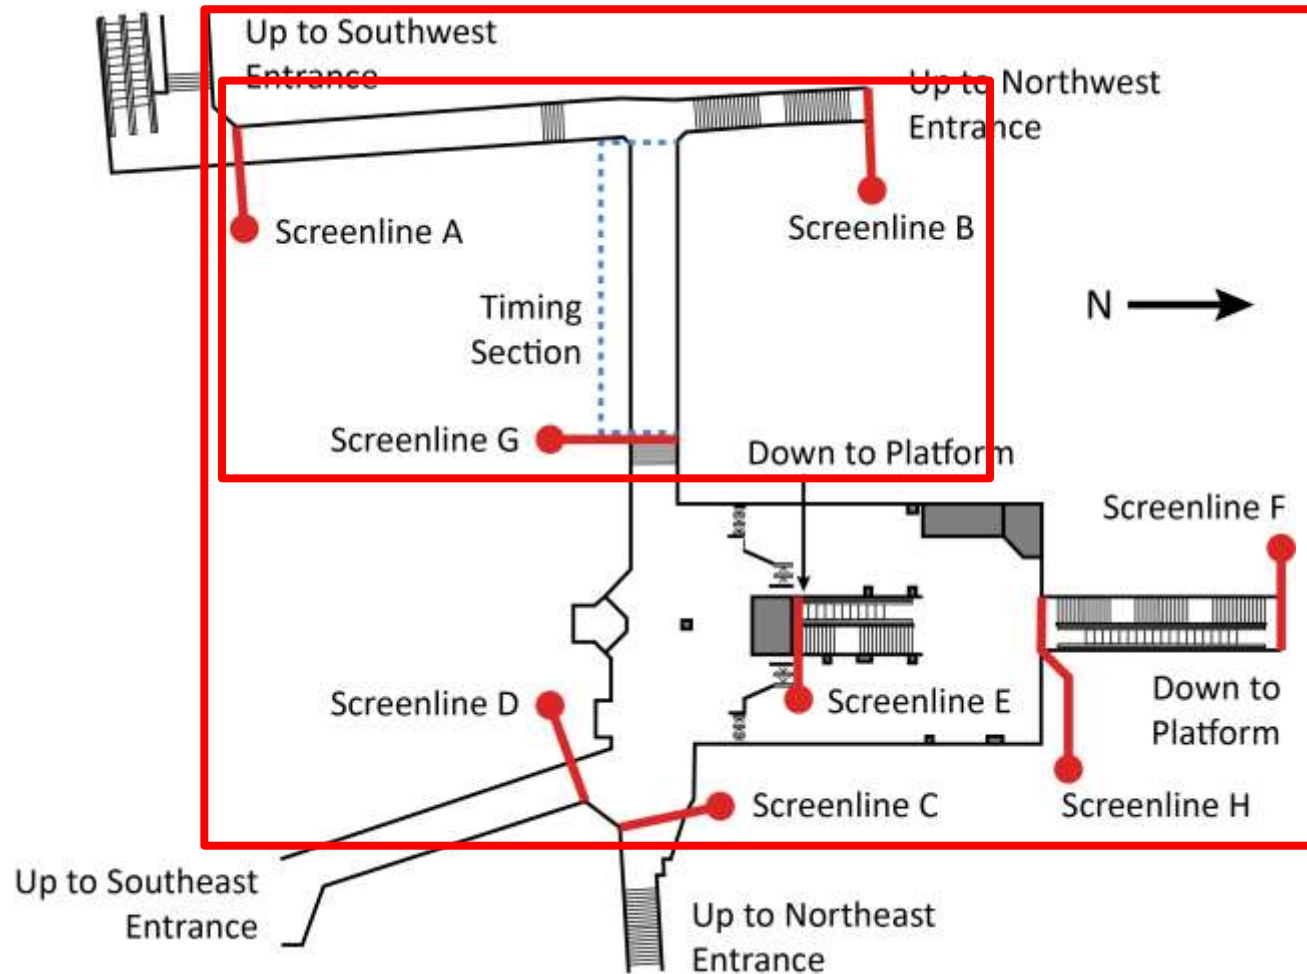 Up to Southwest
Entrance
Up to Northwest
Entrance
Screenline A
Screenline B
Timing
Section
N
Screenline G
Down to Platform
Screenline F
Screenline D
Screenline E
Down to
Platform
Screenline C
Screenline H
Up to Southeast
Entrance
Up to Northeast
Entrance